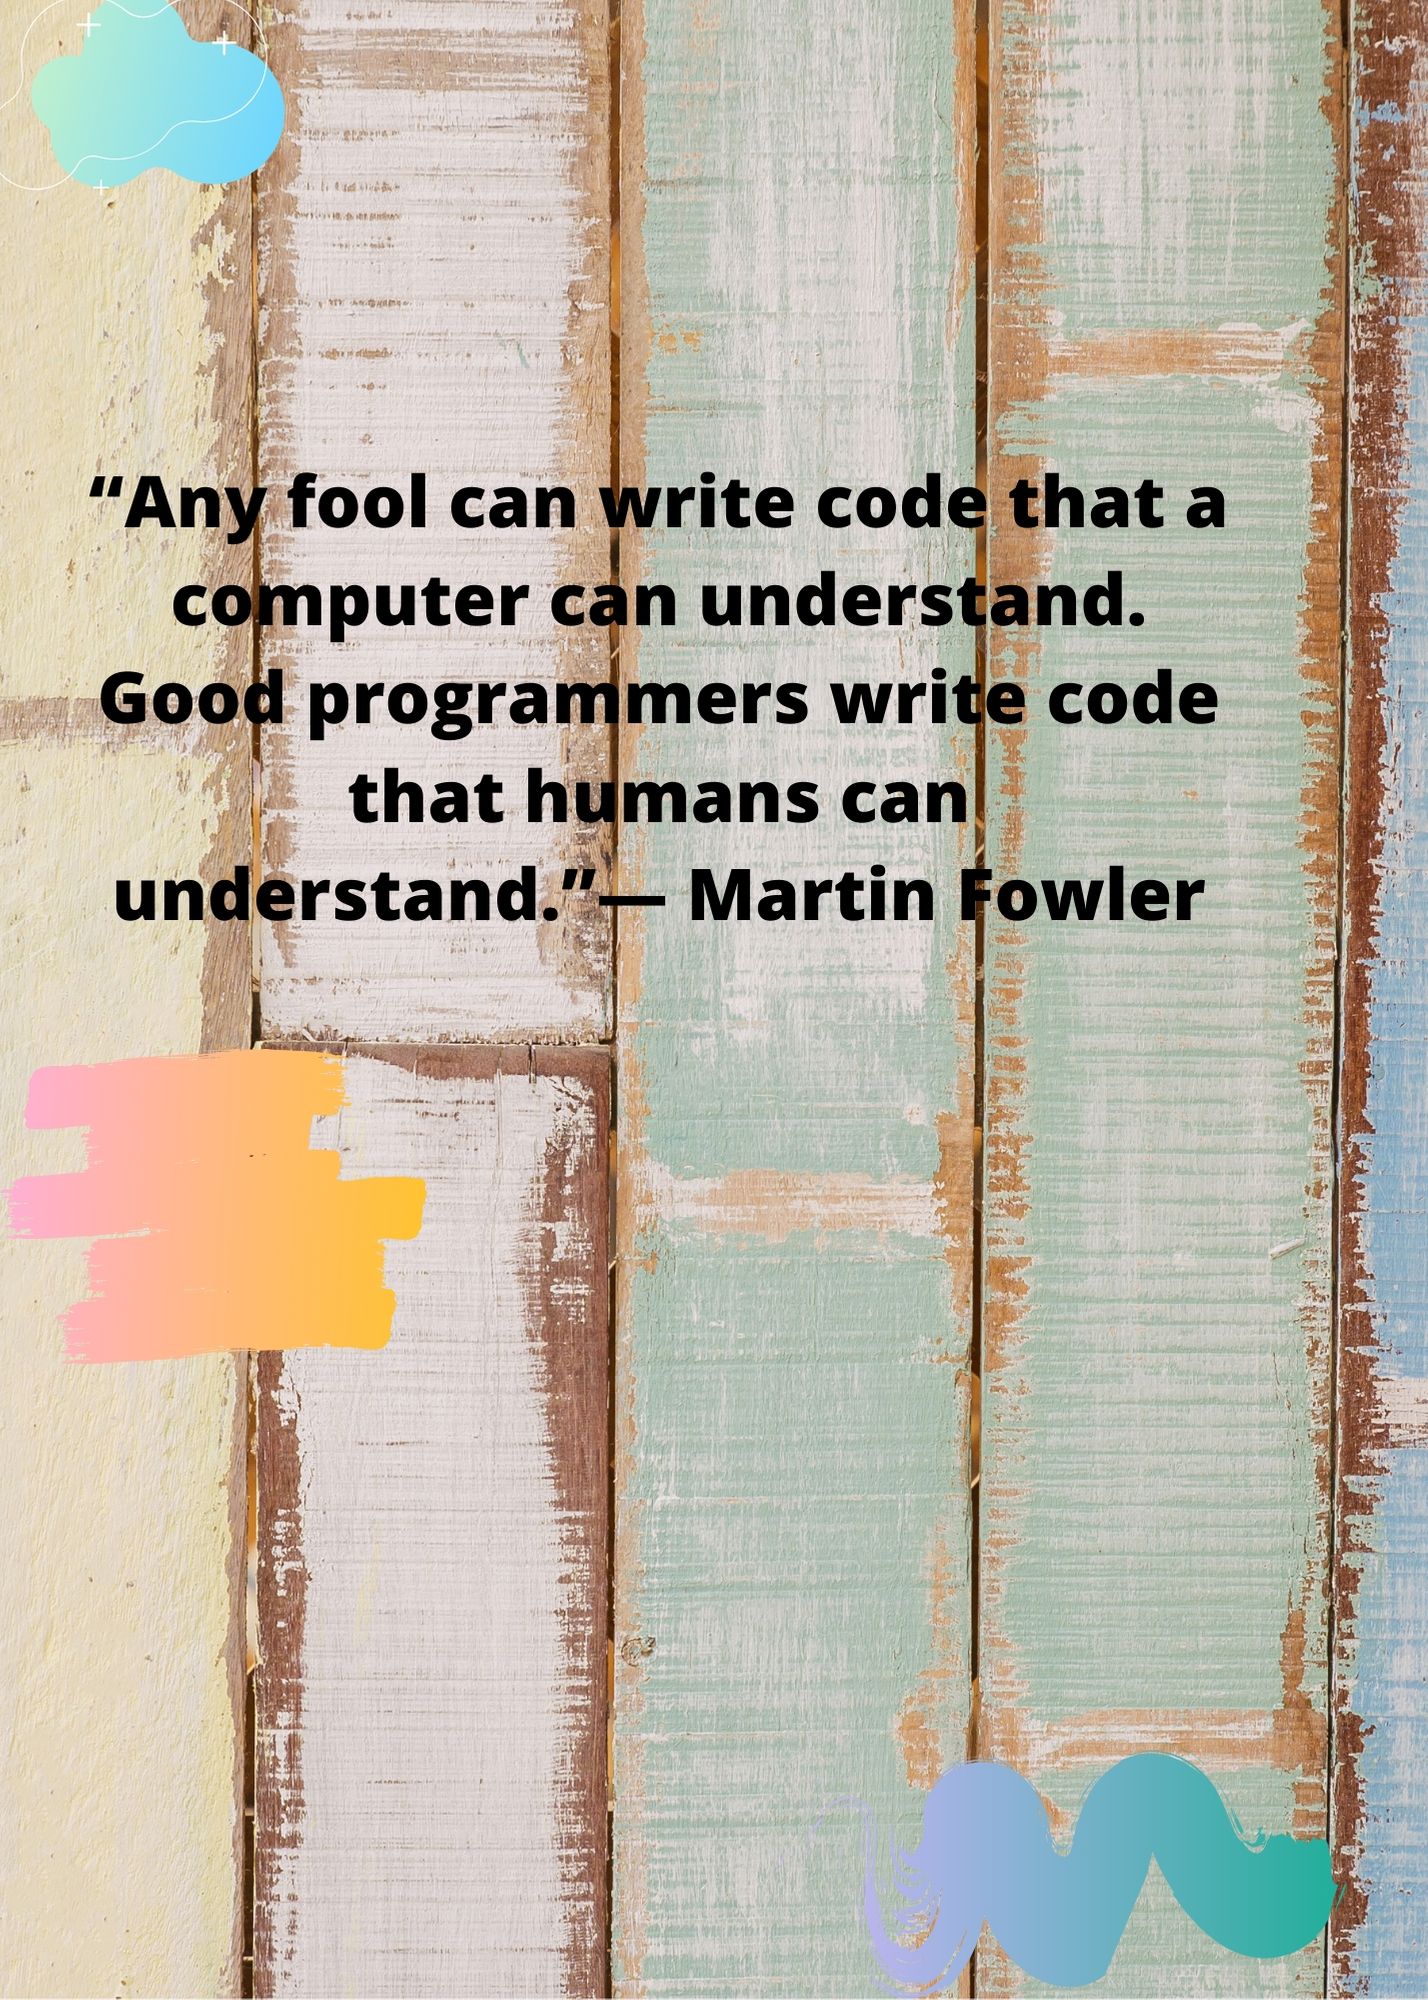 “Any fool can write code that a
computer can understand.
Good programmers write code
that humans can
understand.”— Martin Fowler